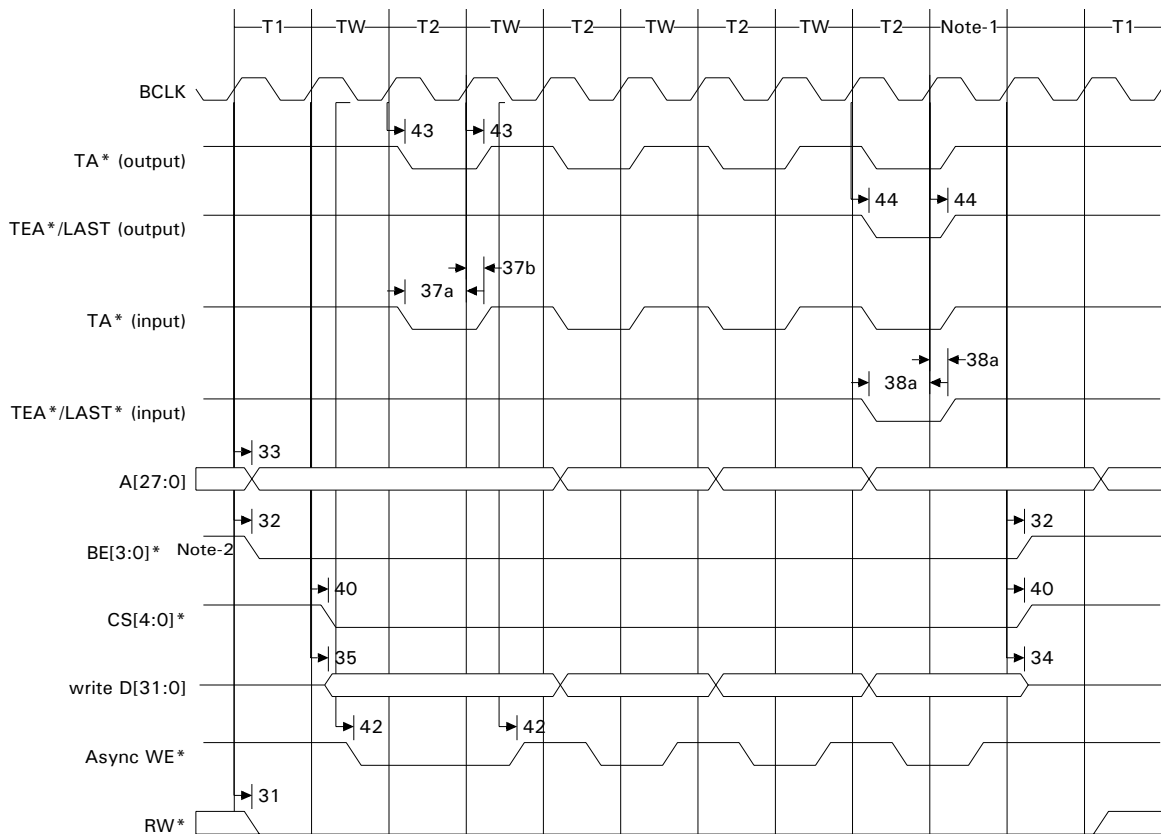 T1 TW T2 TW T2 TW T2 TW T2 Note-1 T1
BCLK
43 43
TA* (output)
44 44
TEA*/LAST (output)
37b
37a
TA* (input)
38a
38a
TEA*/LAST* (input)
33
A[27:0]
32 32
BE[3:0]* Note-2
40 40
CS[4:0]*
35 34
write D[31:0]
42 42
Async WE*
31
RW*